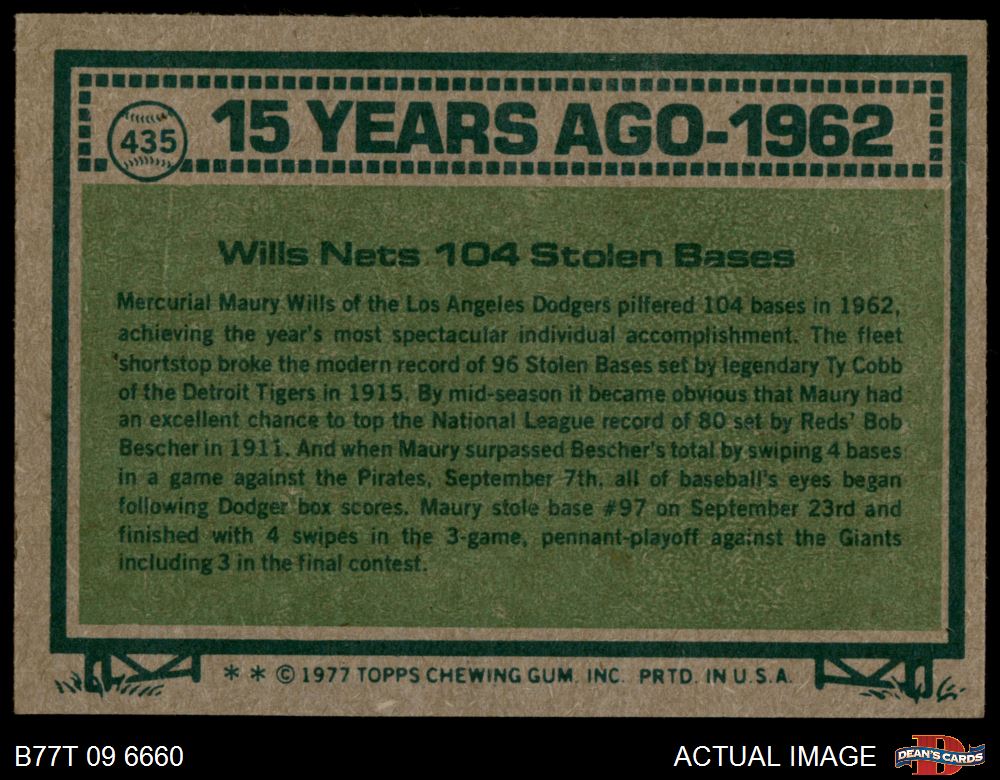 435
15 YEARS AGO-1962
Wills Nets 104 Stolen Bases
Mercurial Maury Wills of the Los Angeles Dodgers pilfered 104 bases in 1962,
achieving the year's most spectacular individual accomplishment. The fleet
shortstop broke the modern record of 96 Stolen Bases set by legendary Ty Cobb
of the Detroit Tigers in 1915. By mid-season it became obvious that Maury had
an excellent chance to top the National League record of 80 set by Reds' Bob
Bescher in 1911. And when Maury surpassed Bescher's total by swiping 4 bases
in a game against the Pirates, September 7th, all of baseball's eyes began
following Dodger box scores. Maury stole base #97 on September 23rd and
finished with 4 swipes in the 3-game, pennant-playoff against the Giants
including 3 in the final contest.
* * © 1977 TOPPS CHEWING GUM, INC. PRTD. IN U.S.A.
B77T 09 6660
ACTUAL IMAGE
D
DEAN'S CARDS